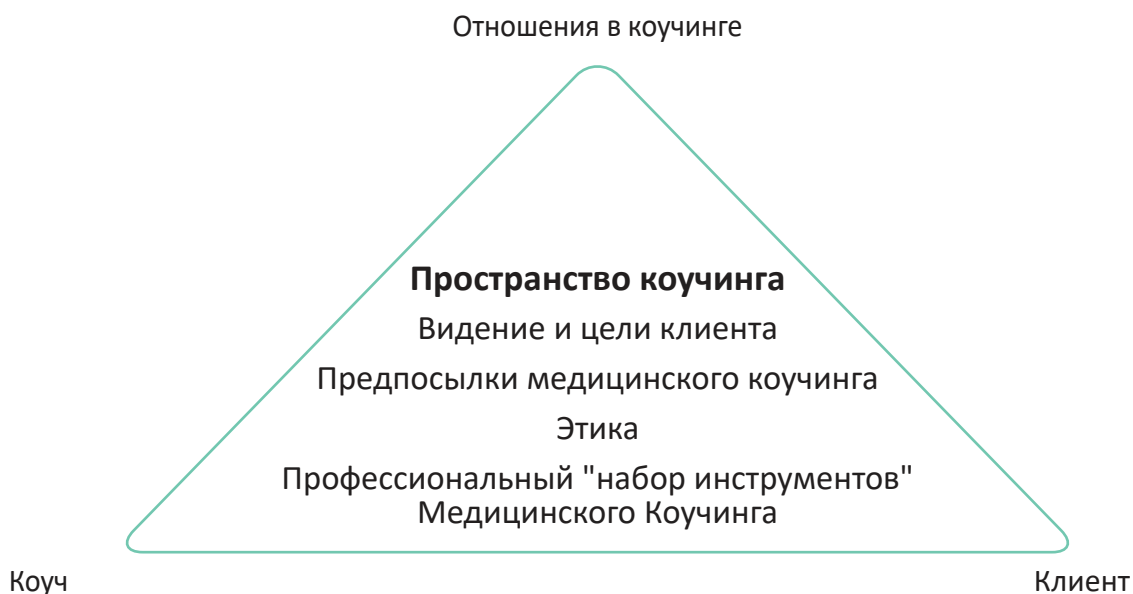 Отношения в коучинге
Пространство коучинга
Видение и цели клиента
Предпосылки медицинского коучинга
Этика
Профессиональный "набор инструментов"
Медицинского Коучинга
Коуч
Клиент